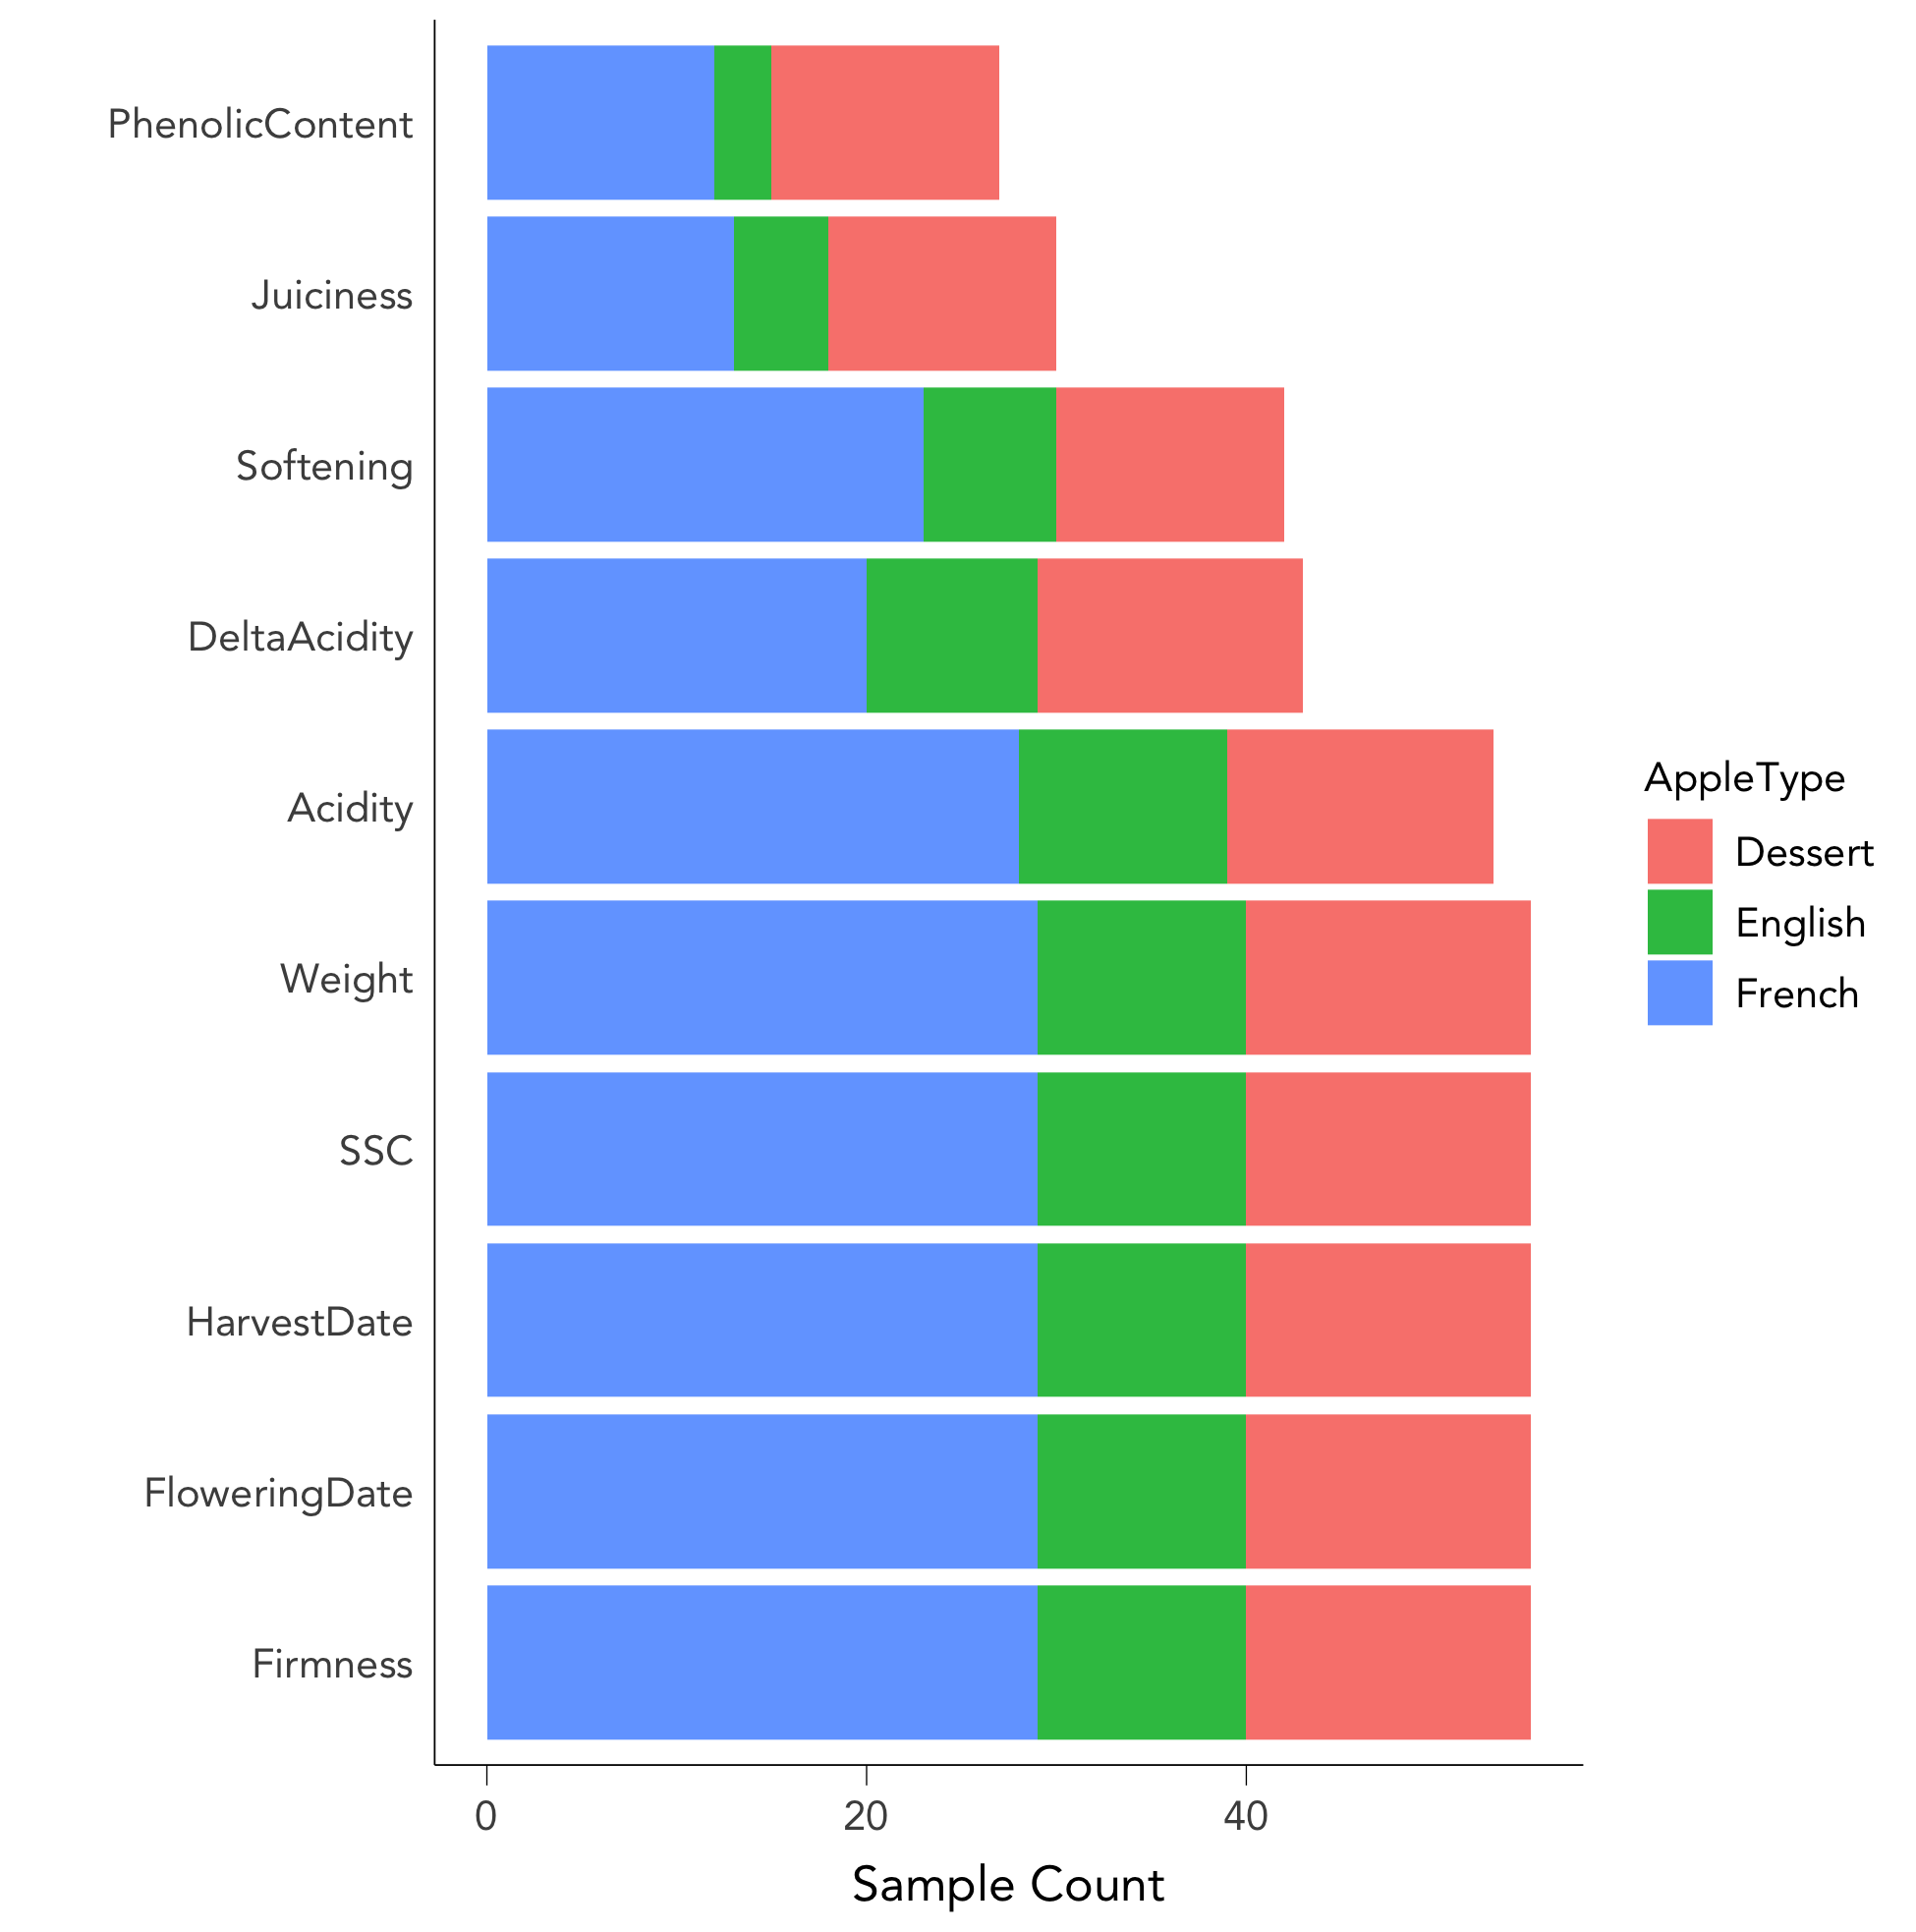 PhenolicContent
Juiciness
Softening
DeltaAcidity
Acidity
Weight
SSC
HarvestDate
FloweringDate
Firmness
0 20 40
Sample Count
AppleType
Dessert
English
French